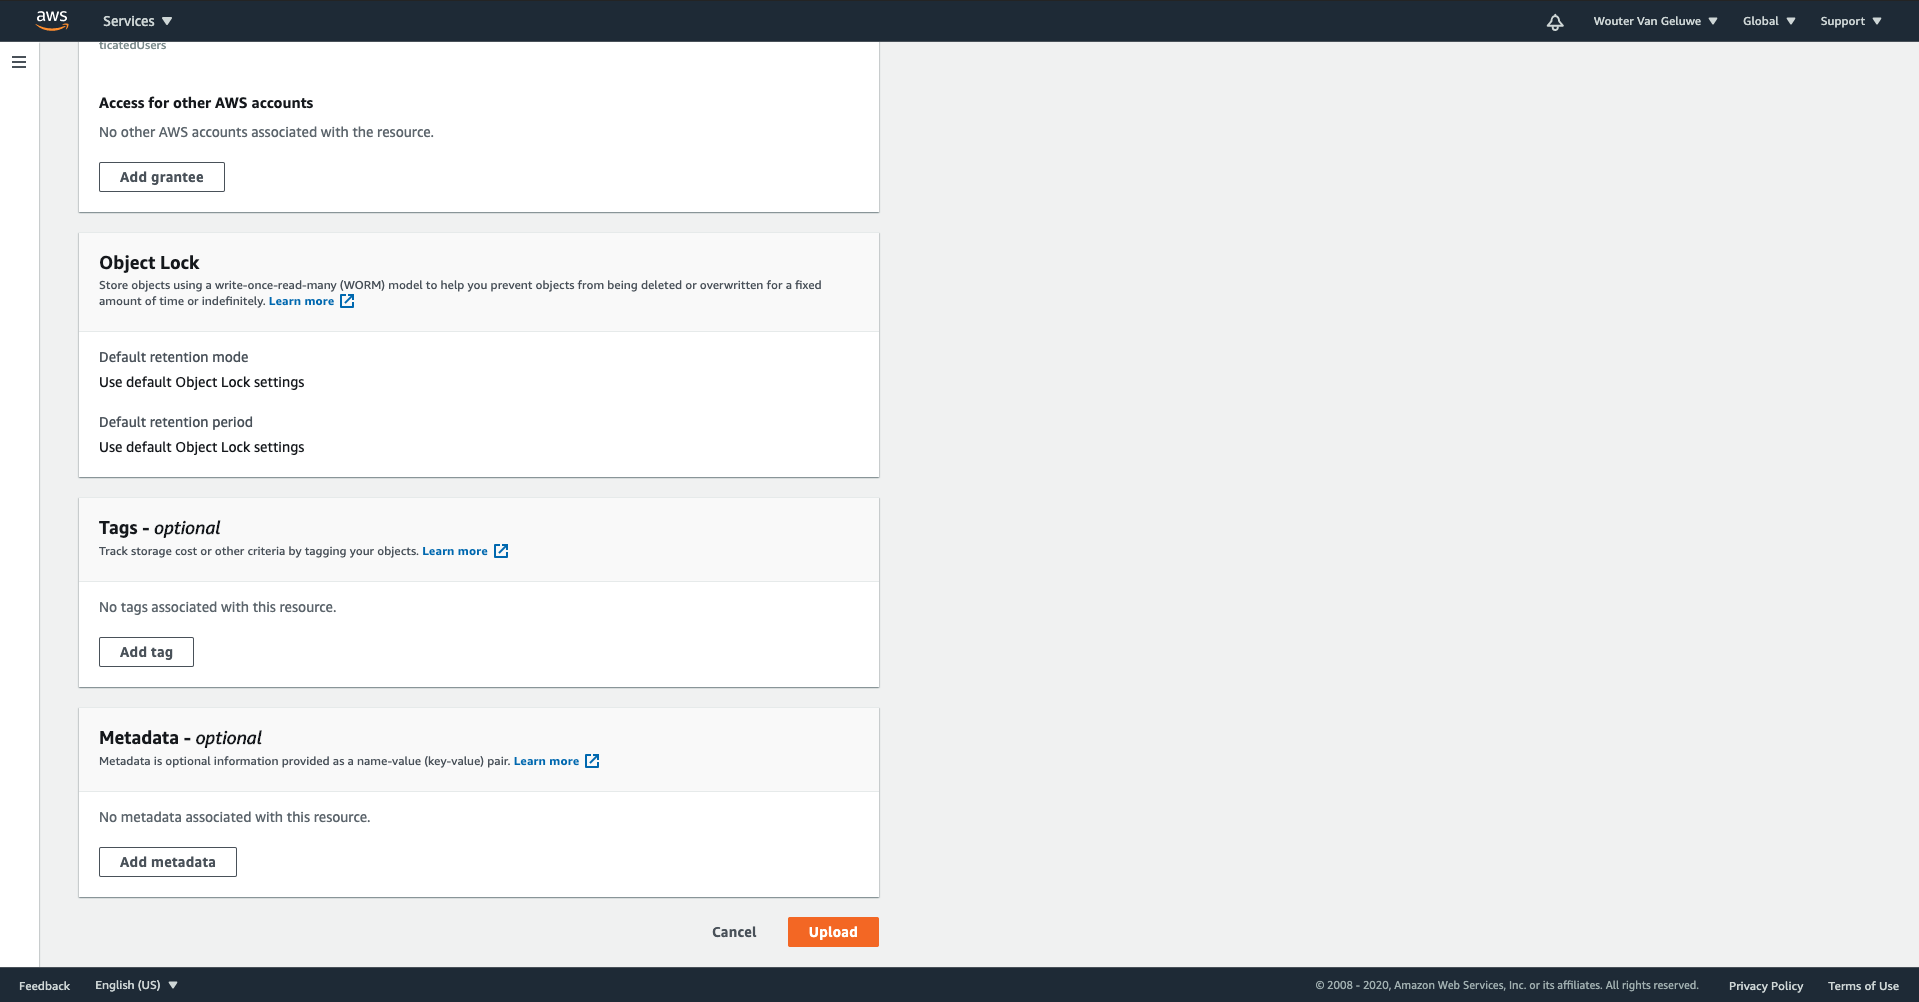 aws Services Wouter Van Geluwe Global Support
ticatedUsers
Access for other AWS accounts
No other AWS accounts associated with the resource.
Add grantee
Object Lock
Store objects using a write-once-read-many (WORM) model to help you prevent objects from being deleted or overwritten for a fixed
amount of time or indefinitely. Learn more
Default retention mode
Use default Object Lock settings
Default retention period
Use default Object Lock settings
Tags - optional
Track storage cost or other criteria by tagging your objects. Learn more
No tags associated with this resource.
Add tag
Metadata - optional
Metadata is optional information provided as a name-value (key-value) pair. Learn more
No metadata associated with this resource.
Add metadata
Cancel Upload
Feedback English (US) © 2008 - 2020, Amazon Web Services, Inc. or its affiliates. All rights reserved. Privacy Policy Terms of Use